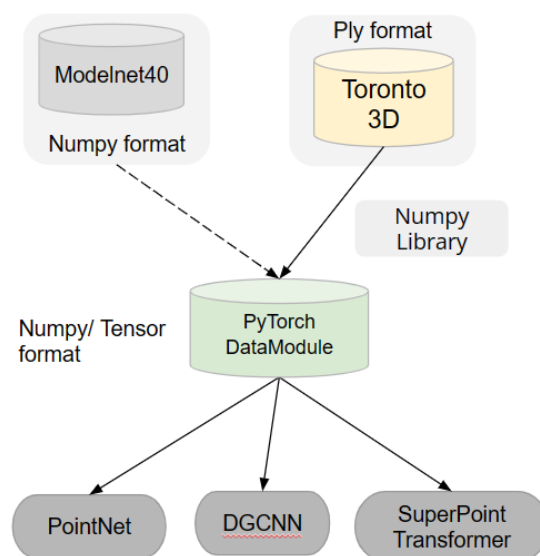 Ply format
Modelnet40
Toronto
3D
Numpy format
Numpy
Library
PyTorch
DataModule
Numpy/ Tensor
format
PointNet
DGCNN
SuperPoint
Transformer